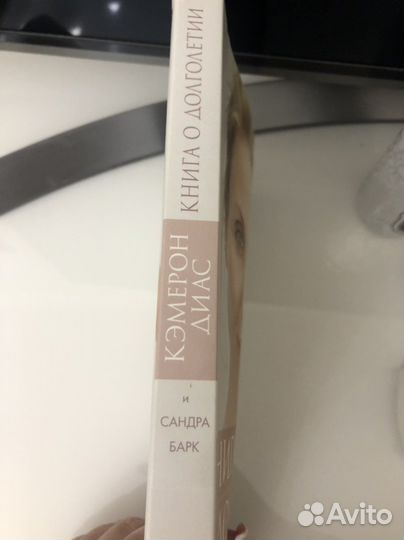 КНИГА О ДОЛГОЛЕТИИ
КЭМЕРОН
ДИАС
и
САНДРА
БАРК
Avito